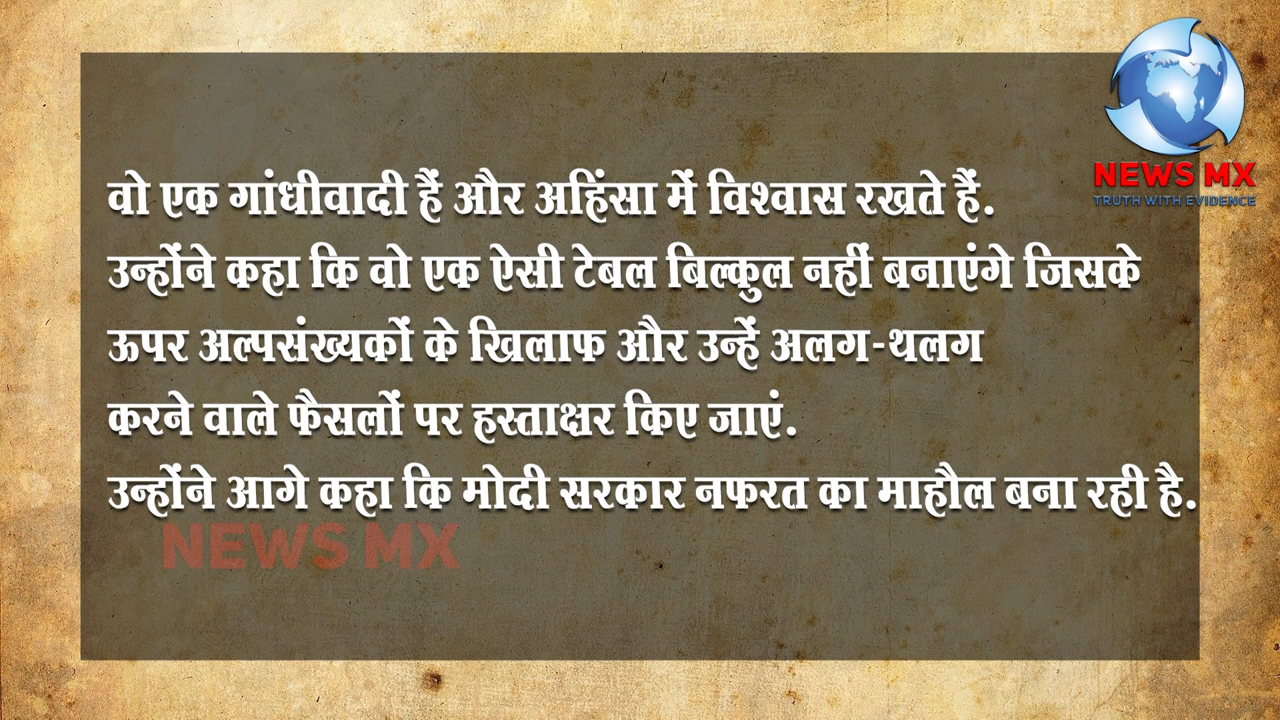 NEWS MX
TRUTH WITH EVIDENCE
वो एक गांधीवादी हैं और अहिंसा में विश्वास रखते हैं.
उन्होंने कहा कि वो एक ऐसी टेबल बिल्कुल नहीं बनाएंगे जिसके
ऊपर अल्पसंख्यकों के खिलाफ और उन्हें अलग-थलग
करने वाले फैसलों पर हस्ताक्षर किए जाएं.
उन्होंने आगे कहा कि मोदी सरकार नफरत का माहौल बना रही है.
NEWS MX